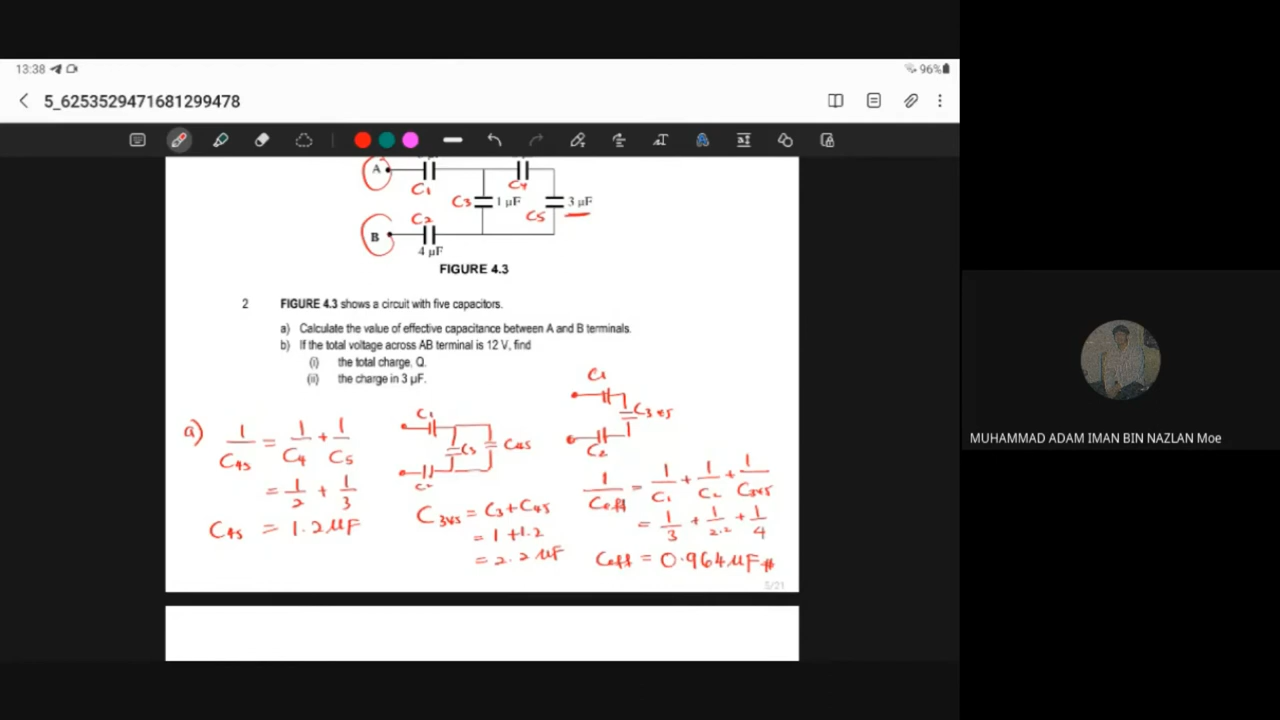 13:38 96%
5_6253529471681299478
A C1 C4
C3 1 µF C5 3 µF
B C2
4 µF
FIGURE 4.3
2 FIGURE 4.3 shows a circuit with five capacitors.
a) Calculate the value of effective capacitance between A and B terminals.
b) If the total voltage across AB terminal is 12 V, find
(i) the total charge, Q.
(ii) the charge in 3 µF.
a) 1/C45 = 1/C4 + 1/C5
= 1/2 + 1/3
C45 = 1.2 µF
C1
C3 C45
C345 = C3 + C45
= 1 + 1.2
= 2.2 µF
C1
C345
C2
1/Ceff = 1/C1 + 1/C2 + 1/C345
= 1/3 + 1/2.2 + 1/4
Ceff = 0.964 µF #
5/21
MUHAMMAD ADAM IMAN BIN NAZLAN Moe